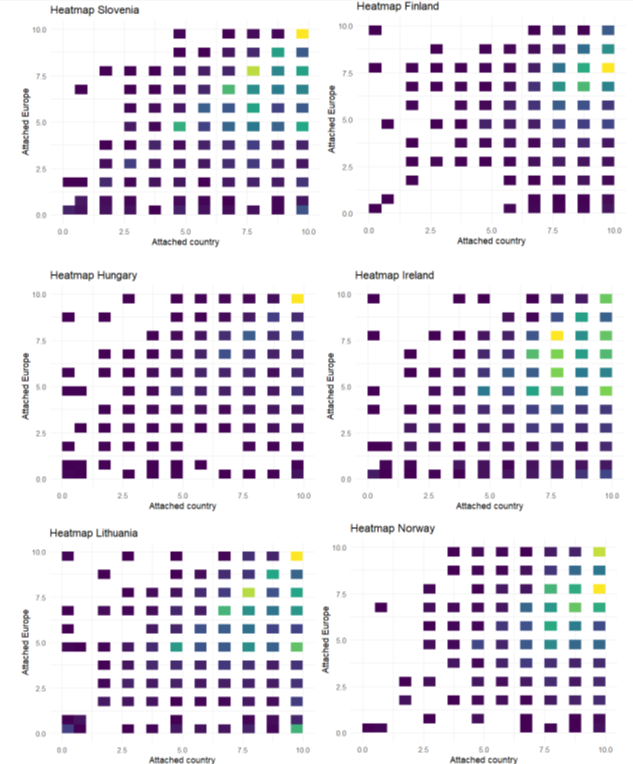 Heatmap Slovenia
10.0
7.5
5.0
2.5
0.0
Attached Europe
0.0 2.5 5.0 7.5 10.0
Attached country
Heatmap Finland
10.0
7.5
5.0
2.5
0.0
Attached Europe
0.0 2.5 5.0 7.5 10.0
Attached country
Heatmap Hungary
10.0
7.5
5.0
2.5
0.0
Attached Europe
0.0 2.5 5.0 7.5 10.0
Attached country
Heatmap Ireland
10.0
7.5
5.0
2.5
0.0
Attached Europe
0.0 2.5 5.0 7.5 10.0
Attached country
Heatmap Lithuania
10.0
7.5
5.0
2.5
0.0
Attached Europe
0.0 2.5 5.0 7.5 10.0
Attached country
Heatmap Norway
10.0
7.5
5.0
2.5
0.0
Attached Europe
0.0 2.5 5.0 7.5 10.0
Attached country